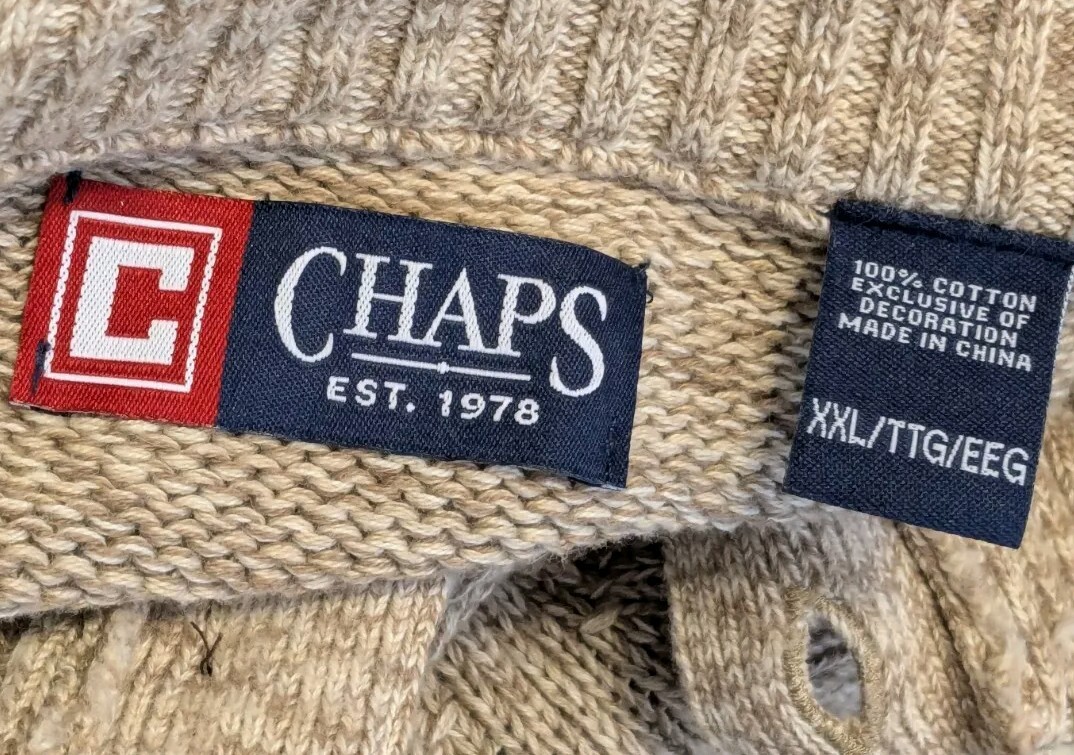 C
CHAPS
EST. 1978
100% COTTON
EXCLUSIVE OF
DECORATION
MADE IN CHINA
XXL/TTG/EEG